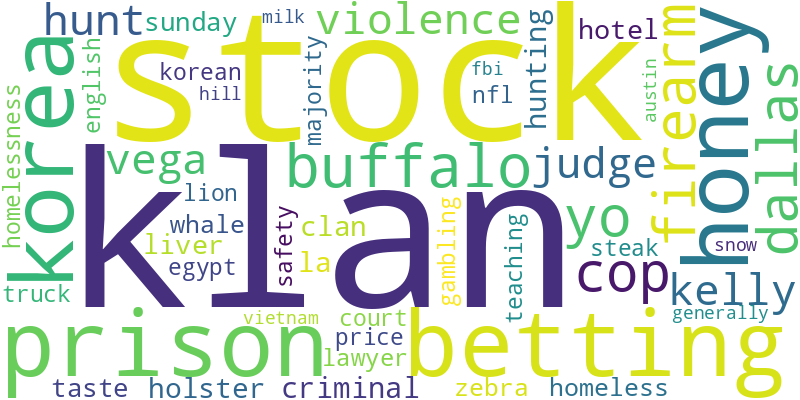 hunt sunday milk violence hotel
korea english korean hill stock majority fbi nfl hunting austin firearm honey dallas
homelessness vega buffalo judge
klan lion whale liver egypt safety clan la gambling yo teaching steak cop snow kelly
truck generally
prison vietnam court price lawyer betting
taste holster criminal zebra homeless